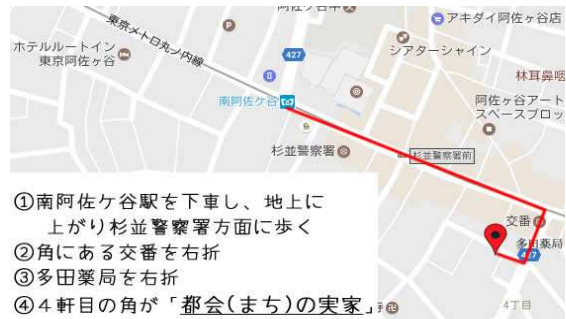 阿佐ケ谷中
アキダイ阿佐ヶ谷店
東京メトロ丸ノ内線
P
シアターシャイン
ホテルルートイン
東京阿佐ヶ谷
427
林耳鼻咽
南阿佐ケ谷
阿佐ヶ谷アート
スペースブロッ
杉並警察署
杉並警察署前
交番
多田薬局
427
4丁目
①南阿佐ケ谷駅を下車し、地上に
上がり杉並警察署方面に歩く
②角にある交番を右折
③多田薬局を右折
④４軒目の角が「都会(まち)の実家」